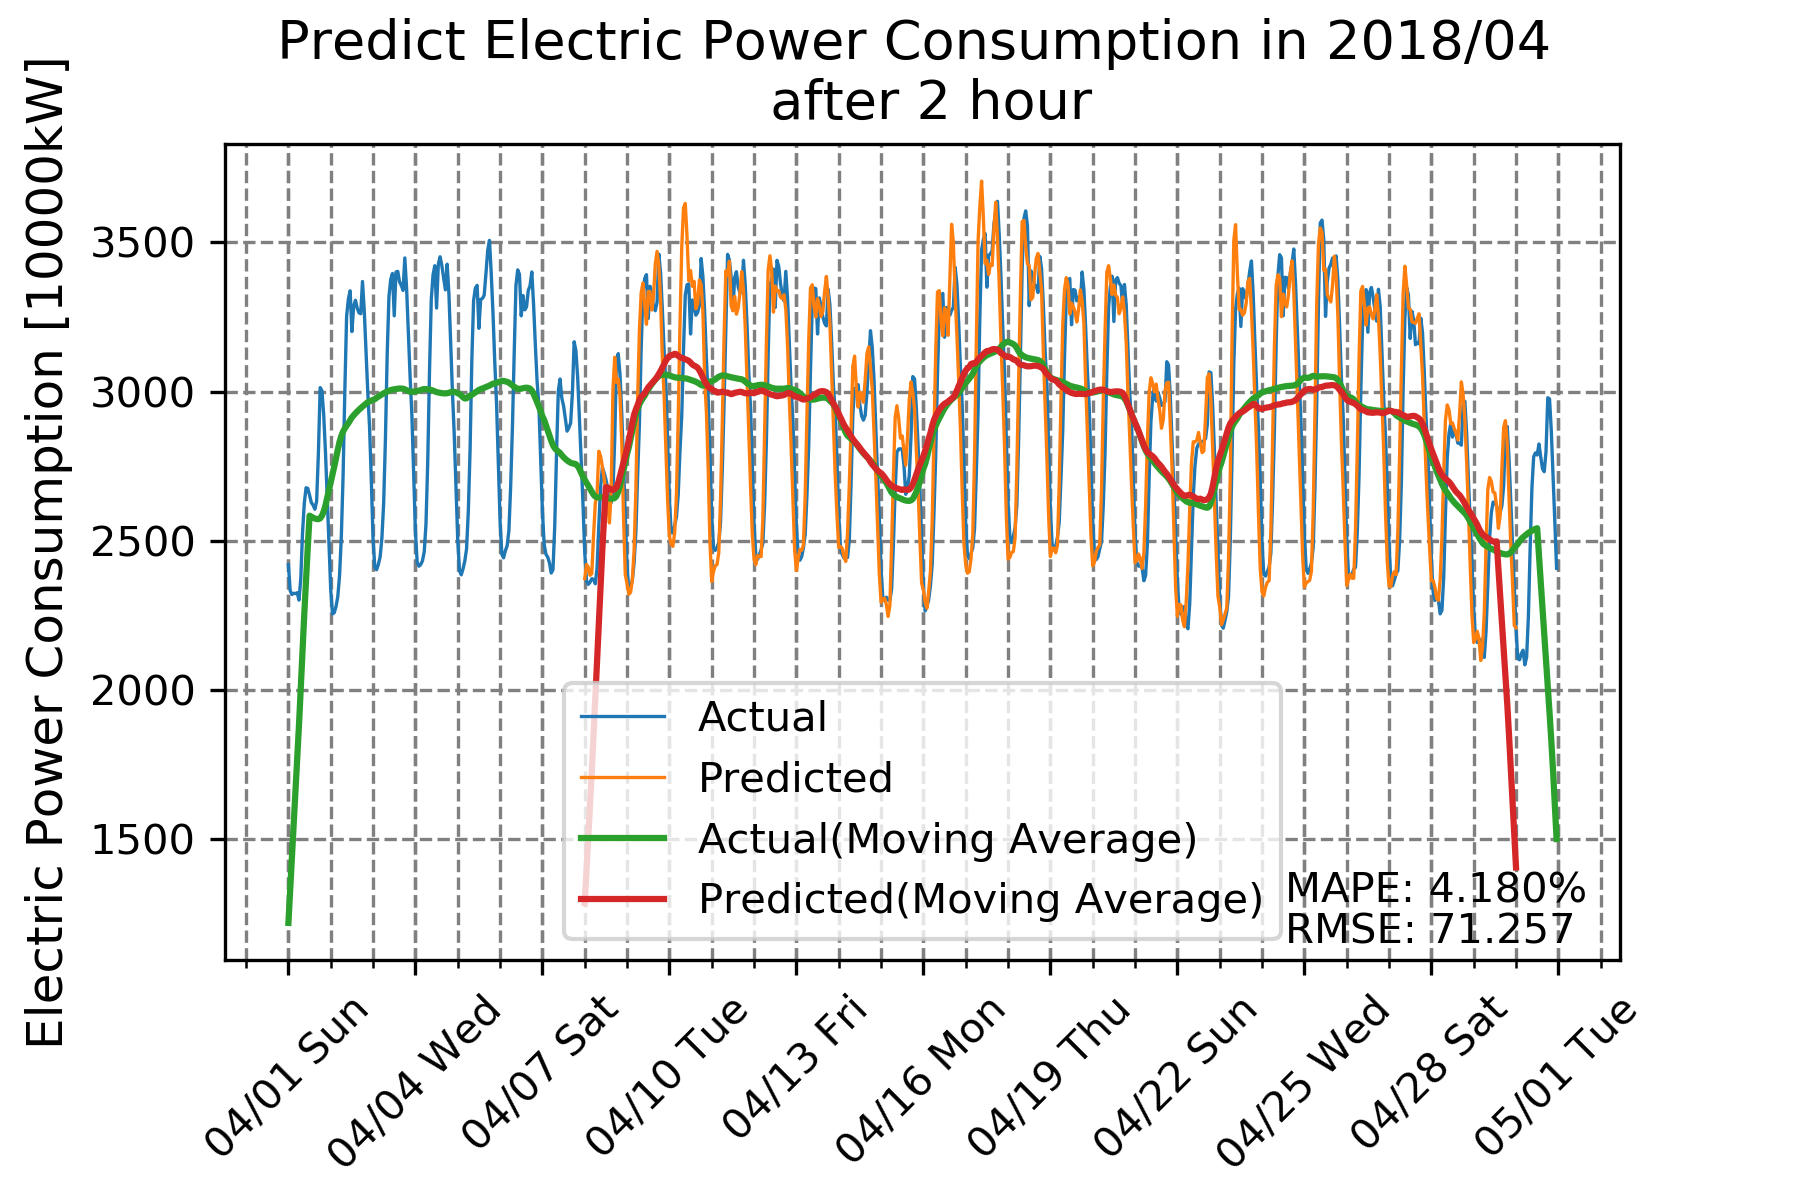 Predict Electric Power Consumption in 2018/04
after 2 hour
Electric Power Consumption [10000kW]
3500
3000
2500
2000
1500
Actual
Predicted
Actual(Moving Average)
Predicted(Moving Average)
MAPE: 4.180%
RMSE: 71.257
04/01 Sun
04/04 Wed
04/07 Sat
04/10 Tue
04/13 Fri
04/16 Mon
04/19 Thu
04/22 Sun
04/25 Wed
04/28 Sat
05/01 Tue